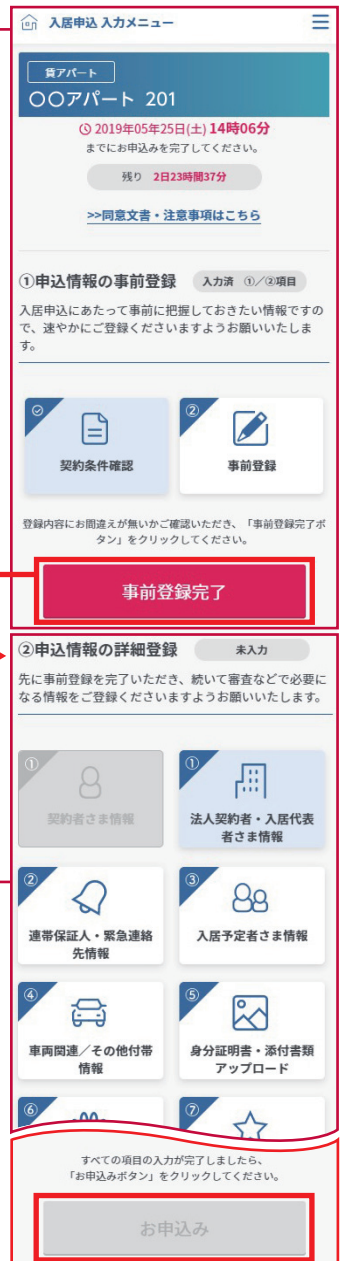 入居申込 入力メニュー
賃アパート
〇〇アパート 201
2019年05年25日(土) 14時06分
までにお申込みを完了してください。
残り 2日23時間37分
>>同意文書・注意事項はこちら
①申込情報の事前登録 入力済 ①／②項目
入居申込にあたって事前に把握しておきたい情報ですの
で、速やかにご登録くださいますようお願いいたしま
す。
②
契約条件確認 事前登録
登録内容にお間違えが無いかご確認いただき、「事前登録完了ボ
タン」をクリックしてください。
事前登録完了
②申込情報の詳細登録 未入力
先に事前登録を完了いただき、続いて審査などで必要に
なる情報をご登録くださいますようお願いいたします。
① ①
契約者さま情報 法人契約者・入居代表
者さま情報
② ③
連帯保証人・緊急連絡
先情報
入居予定者さま情報
④ ⑤
車両関連／その他付帯
情報
身分証明書・添付書類
アップロード
⑥ ⑦
すべての項目の入力が完了しましたら、
「お申込みボタン」をクリックしてください。
お申込み